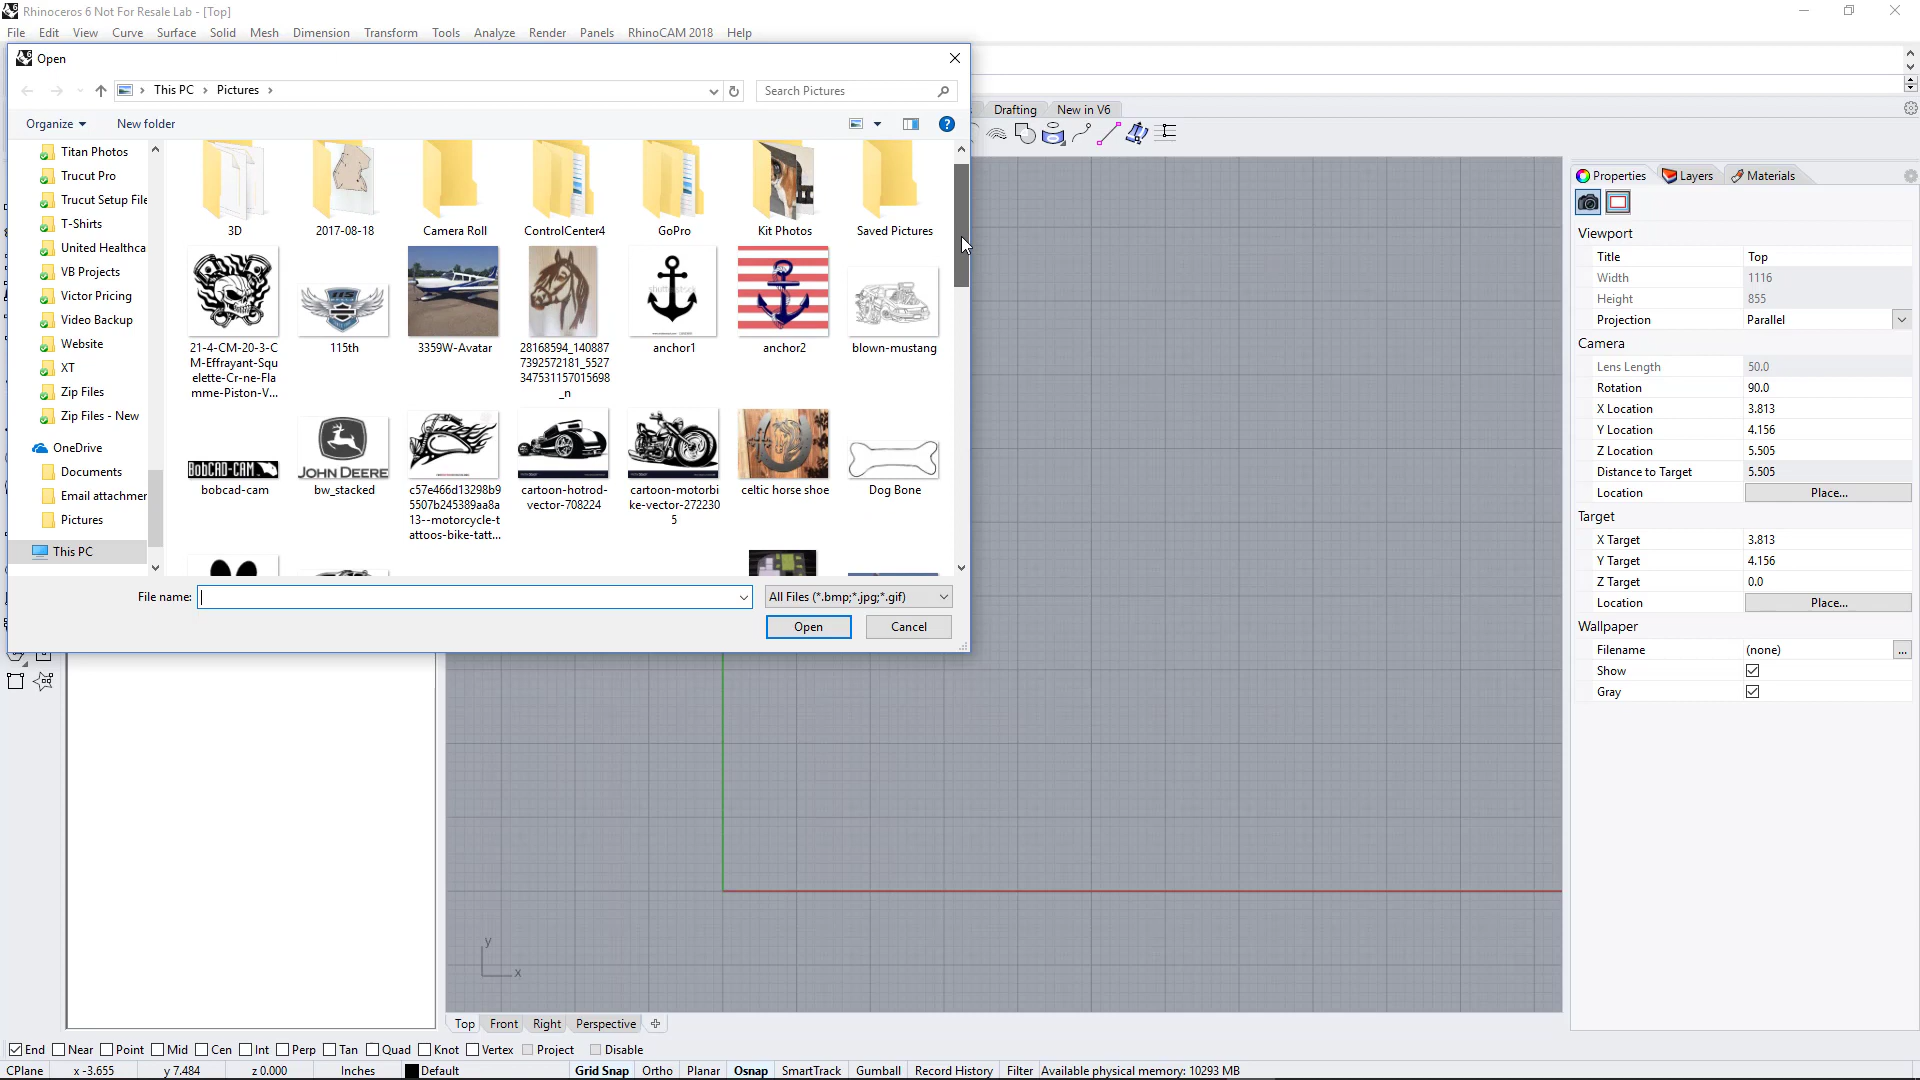 Rhinoceros 6 Not For Resale Lab - [Top]
File Edit View Curve Surface Solid Mesh Dimension Transform Tools Analyze Render Panels RhinoCAM 2018 Help
Open
This PC > Pictures >
Search Pictures
Drafting New in V6
Organize New folder
Titan Photos
Trucut Pro
Trucut Setup File
T-Shirts
United Healthca
VB Projects
Victor Pricing
Video Backup
Website
XT
Zip Files
Zip Files - New
OneDrive
Documents
Email attachmer
Pictures
This PC
3D 2017-08-18 Camera Roll ControlCenter4 GoPro Kit Photos Saved Pictures
21-4-CM-20-3-C
M-Effrayant-Squ
elette-Cr-ne-Fla
mme-Piston-V...
115th
3359W-Avatar
28168594_140887
7392572181_5527
347531157015698
_n
anchor1
anchor2
blown-mustang
BobCAD-CAM
bobcad-cam
JOHN DEERE
bw_stacked
c57e466d13298b9
5507b245389aa8a
13--motorcycle-t
attoos-bike-tatt...
cartoon-hotrod-
vector-708224
cartoon-motorbi
ke-vector-272230
5
celtic horse shoe
Dog Bone
File name:
All Files (*.bmp;*.jpg;*.gif)
Open Cancel
Properties Layers Materials
Viewport
Title Top
Width 1116
Height 855
Projection Parallel
Camera
Lens Length 50.0
Rotation 90.0
X Location 3.813
Y Location 4.156
Z Location 5.505
Distance to Target 5.505
Location Place...
Target
X Target 3.813
Y Target 4.156
Z Target 0.0
Location Place...
Wallpaper
Filename (none) ...
Show
Gray
y
x
Top Front Right Perspective
End Near Point Mid Cen Int Perp Tan Quad Knot Vertex Project Disable
CPlane x -3.655 y 7.484 z 0.000 Inches Default Grid Snap Ortho Planar Osnap SmartTrack Gumball Record History Filter Available physical memory: 10293 MB